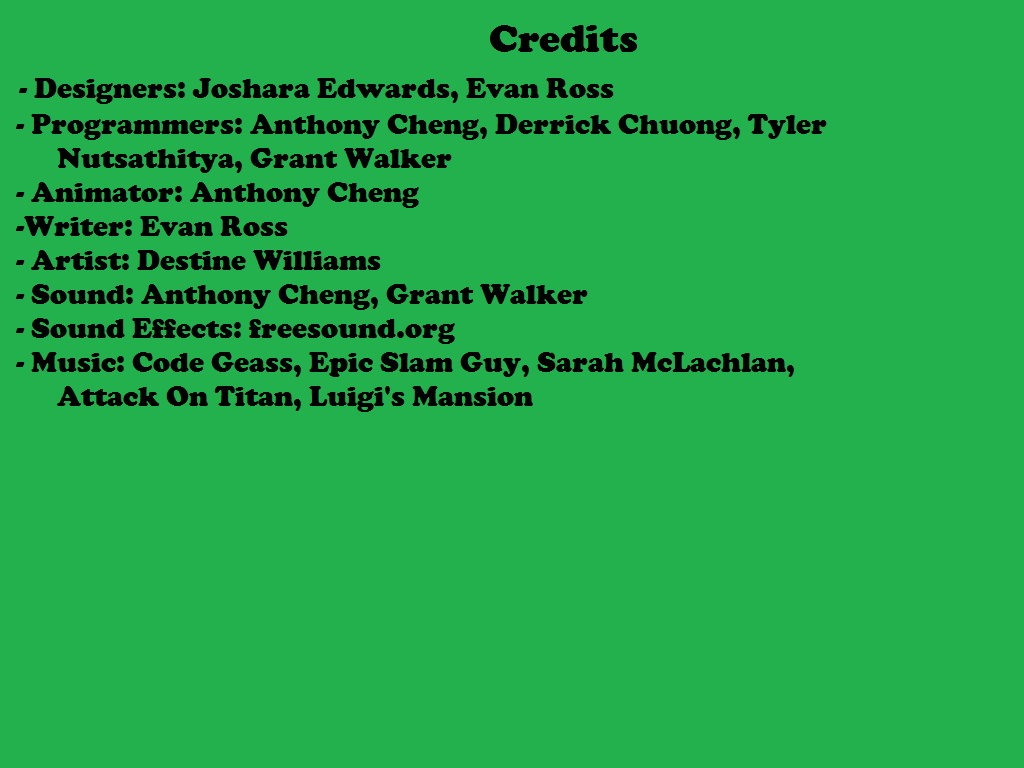 Credits
- Designers: Joshara Edwards, Evan Ross
- Programmers: Anthony Cheng, Derrick Chuong, Tyler
Nutsathitya, Grant Walker
- Animator: Anthony Cheng
-Writer: Evan Ross
- Artist: Destine Williams
- Sound: Anthony Cheng, Grant Walker
- Sound Effects: freesound.org
- Music: Code Geass, Epic Slam Guy, Sarah McLachlan,
Attack On Titan, Luigi's Mansion